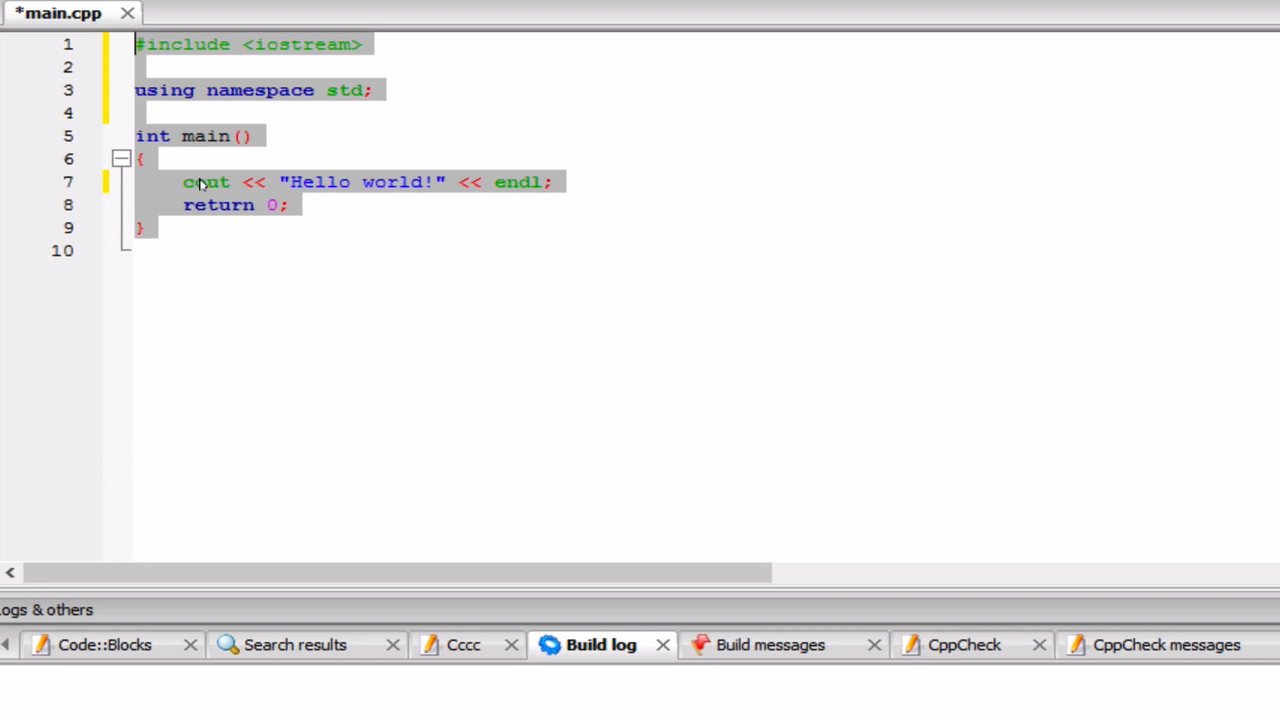 *main.cpp
1 #include <iostream>
2
3 using namespace std;
4
5 int main()
6 {
7 cout << "Hello world!" << endl;
8 return 0;
9 }
10
ogs & others
Code::Blocks Search results Cccc Build log Build messages CppCheck CppCheck messages